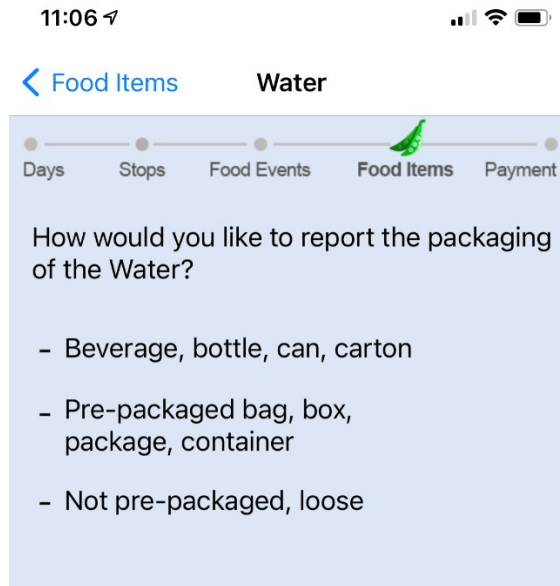 11:06
Food Items Water
Days Stops Food Events Food Items Payment
How would you like to report the packaging
of the Water?
- Beverage, bottle, can, carton
- Pre-packaged bag, box,
package, container
- Not pre-packaged, loose